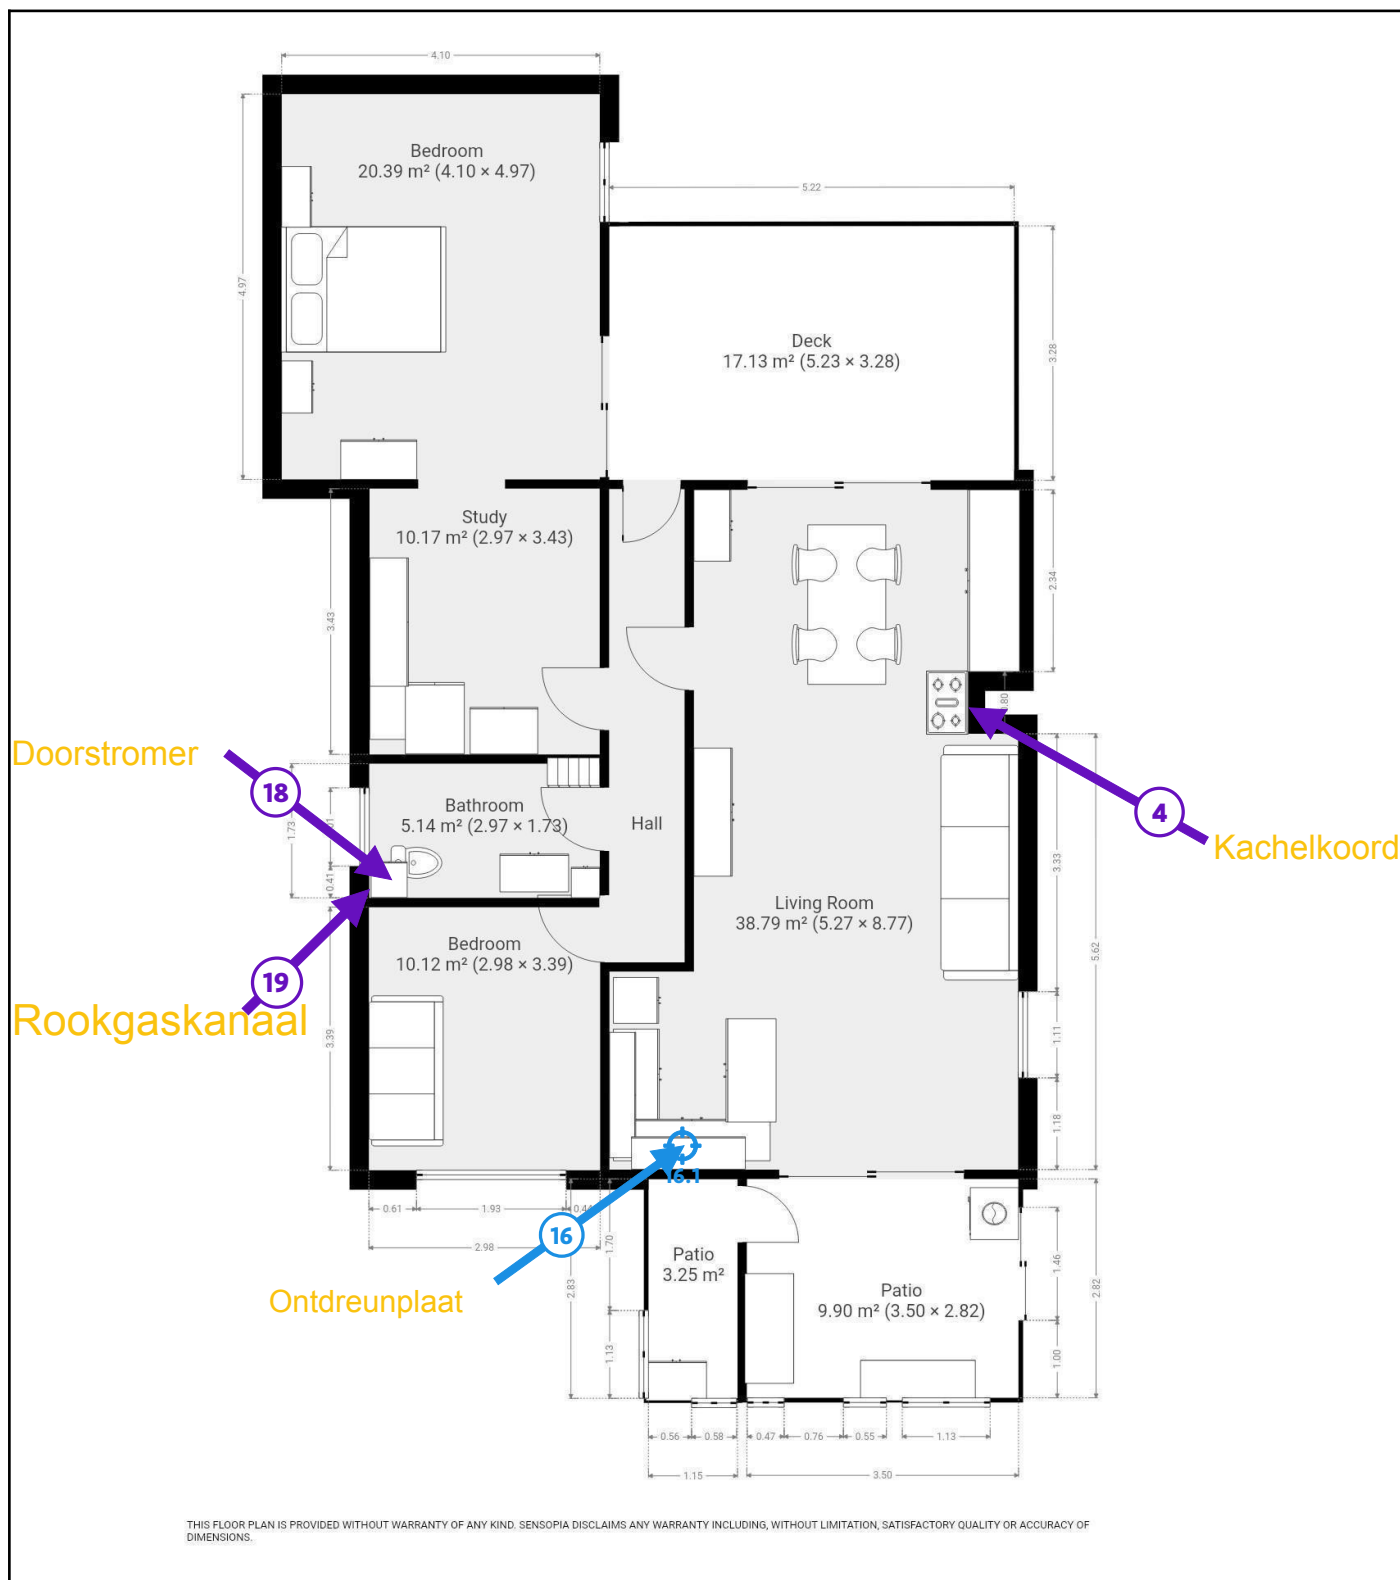 4.10
Bedroom
20.39 m² (4.10 × 4.97)
5.22
4.97
Deck
17.13 m² (5.23 × 3.28)
3.28
Study
10.17 m² (2.97 × 3.43)
3.43
2.34
Doorstromer
18
1.73
Bathroom
5.14 m² (2.97 × 1.73)
Hall
4
Kachelkoord
0.41
3.33
Living Room
38.79 m² (5.27 × 8.77)
5.62
Bedroom
10.12 m² (2.98 × 3.39)
19
Rookgaskanaal
3.39
1.11
1.18
16.1
0.61
1.93
2.98
16
1.70
2.83
Ontdreunplaat
Patio
3.25 m²
Patio
9.90 m² (3.50 × 2.82)
1.46
2.82
1.13
1.00
0.56
0.58
0.47
0.76
0.55
1.13
1.15
3.50
THIS FLOOR PLAN IS PROVIDED WITHOUT WARRANTY OF ANY KIND. SENSOPIA DISCLAIMS ANY WARRANTY INCLUDING, WITHOUT LIMITATION, SATISFACTORY QUALITY OR ACCURACY OF
DIMENSIONS.